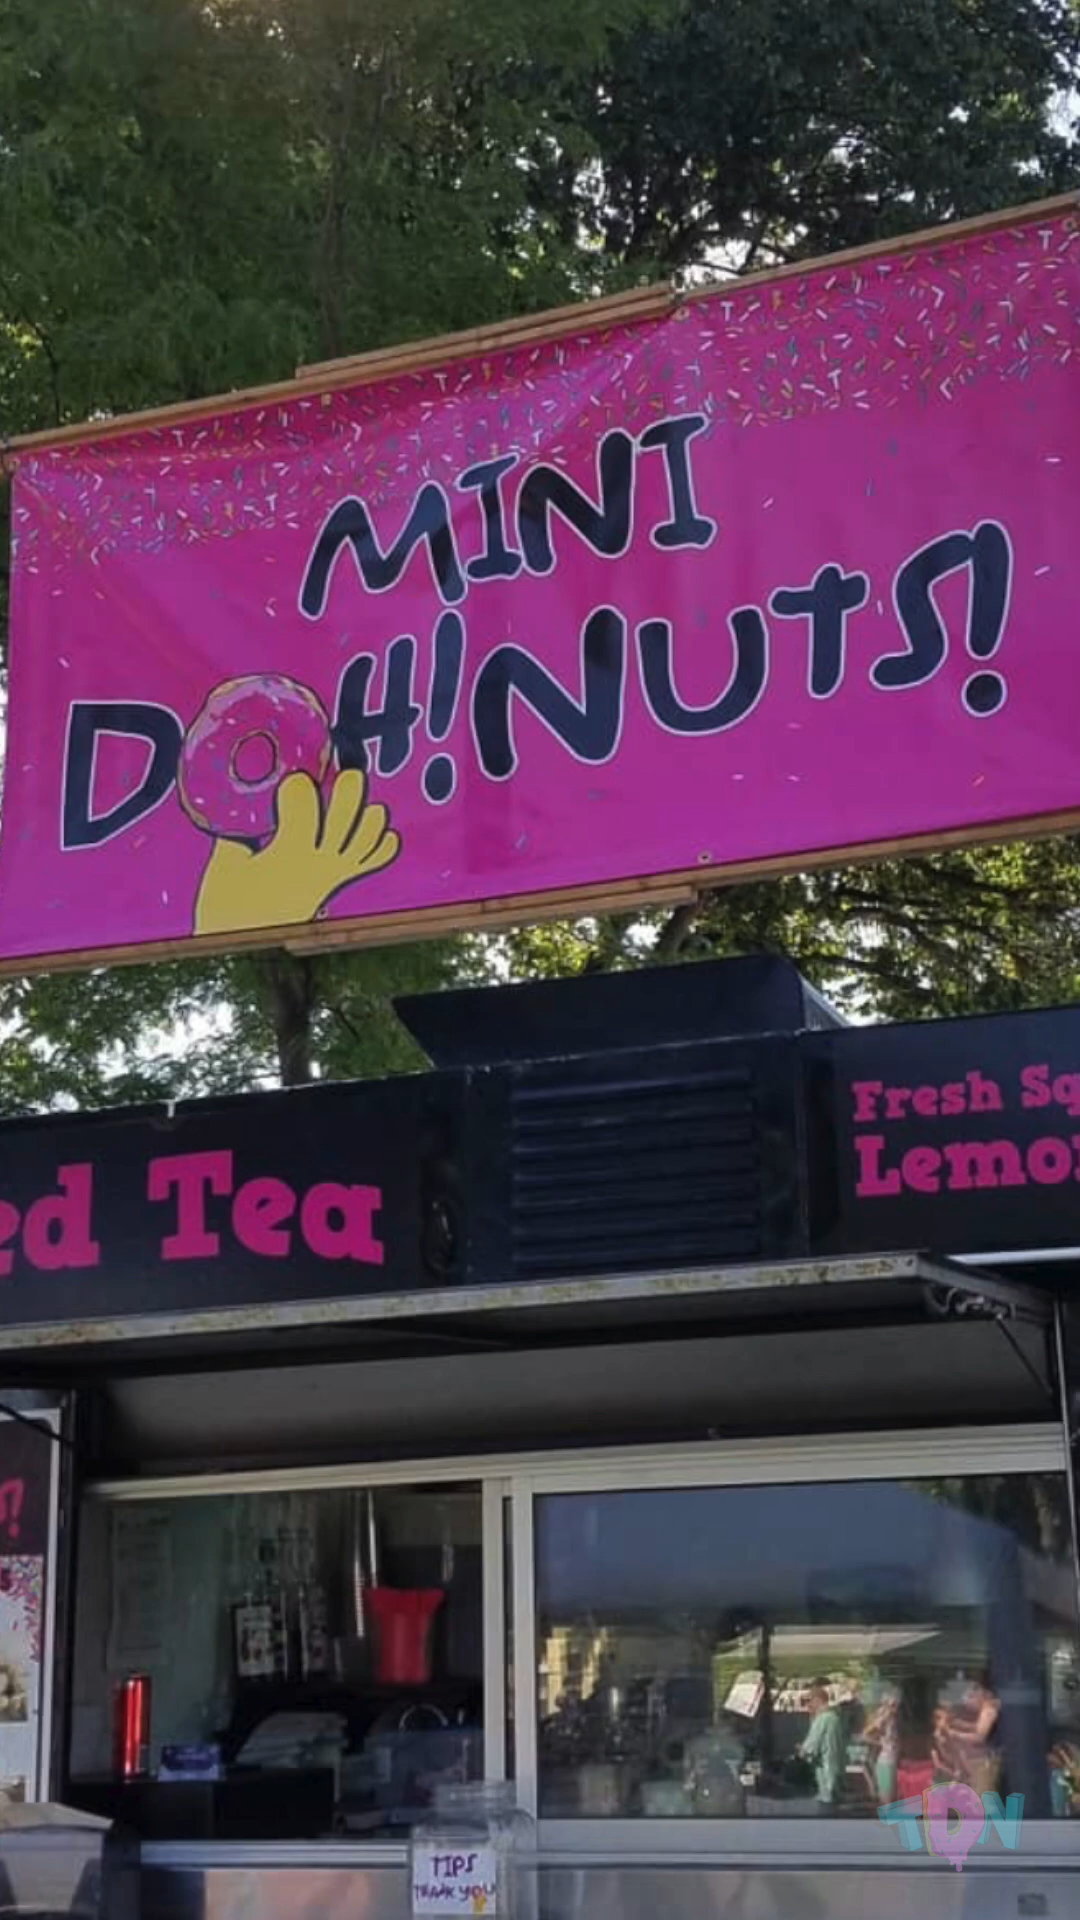 MINI
DOH!NUTS!
ed Tea
Fresh Sq
Lemo
TIPS
THANK YOU
TDN